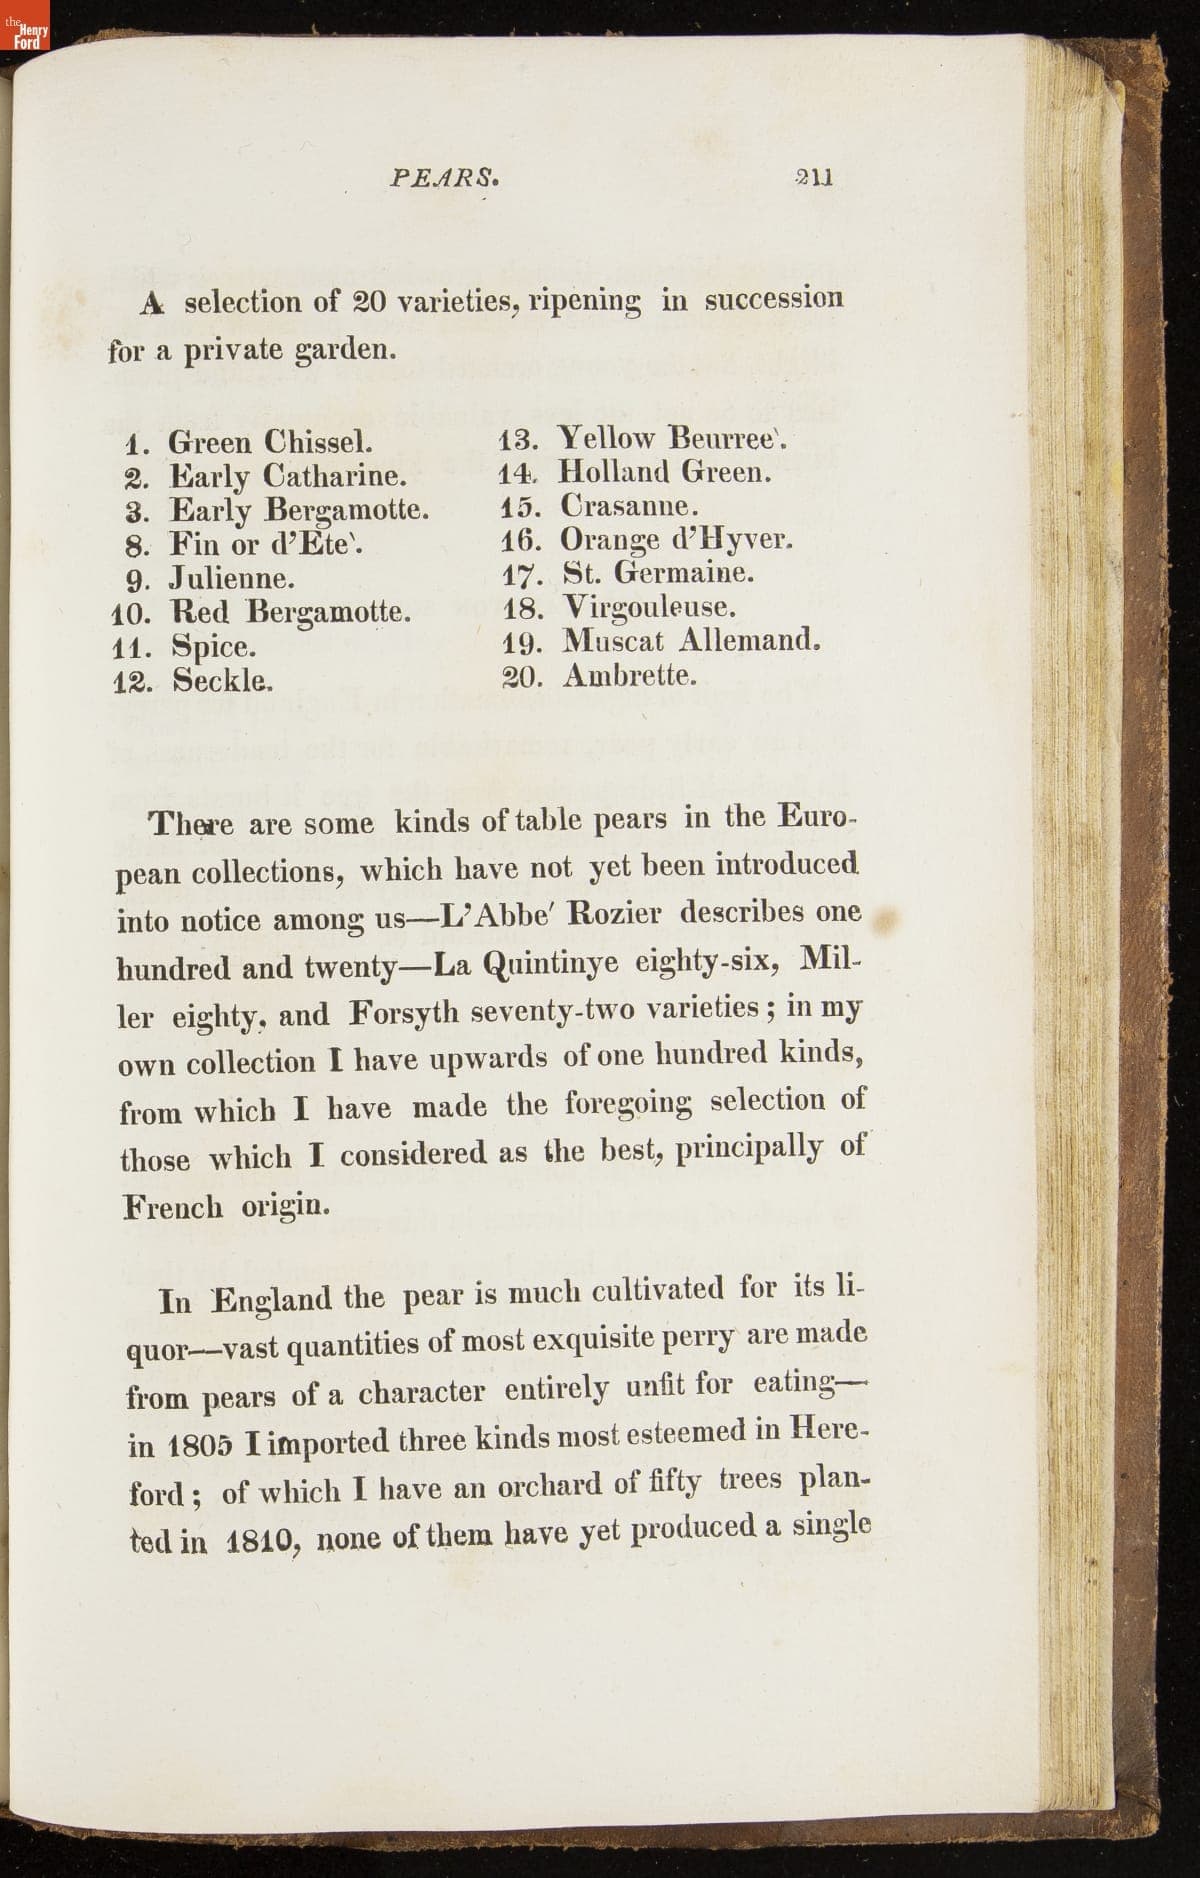 the
Henry
Ford
PEARS. 211
A selection of 20 varieties, ripening in succession
for a private garden.
1. Green Chissel.
2. Early Catharine.
3. Early Bergamotte.
8. Fin or d'Ete`.
9. Julienne.
10. Red Bergamotte.
11. Spice.
12. Seckle.
13. Yellow Beurree`.
14. Holland Green.
15. Crasanne.
16. Orange d'Hyver.
17. St. Germaine.
18. Virgouleuse.
19. Muscat Allemand.
20. Ambrette.
There are some kinds of table pears in the Euro-
pean collections, which have not yet been introduced
into notice among us—L'Abbe' Rozier describes one
hundred and twenty—La Quintinye eighty-six, Mil-
ler eighty, and Forsyth seventy-two varieties; in my
own collection I have upwards of one hundred kinds,
from which I have made the foregoing selection of
those which I considered as the best, principally of
French origin.
In England the pear is much cultivated for its li-
quor—vast quantities of most exquisite perry are made
from pears of a character entirely unfit for eating—
in 1805 I imported three kinds most esteemed in Here-
ford; of which I have an orchard of fifty trees plan-
ted in 1810, none of them have yet produced a single